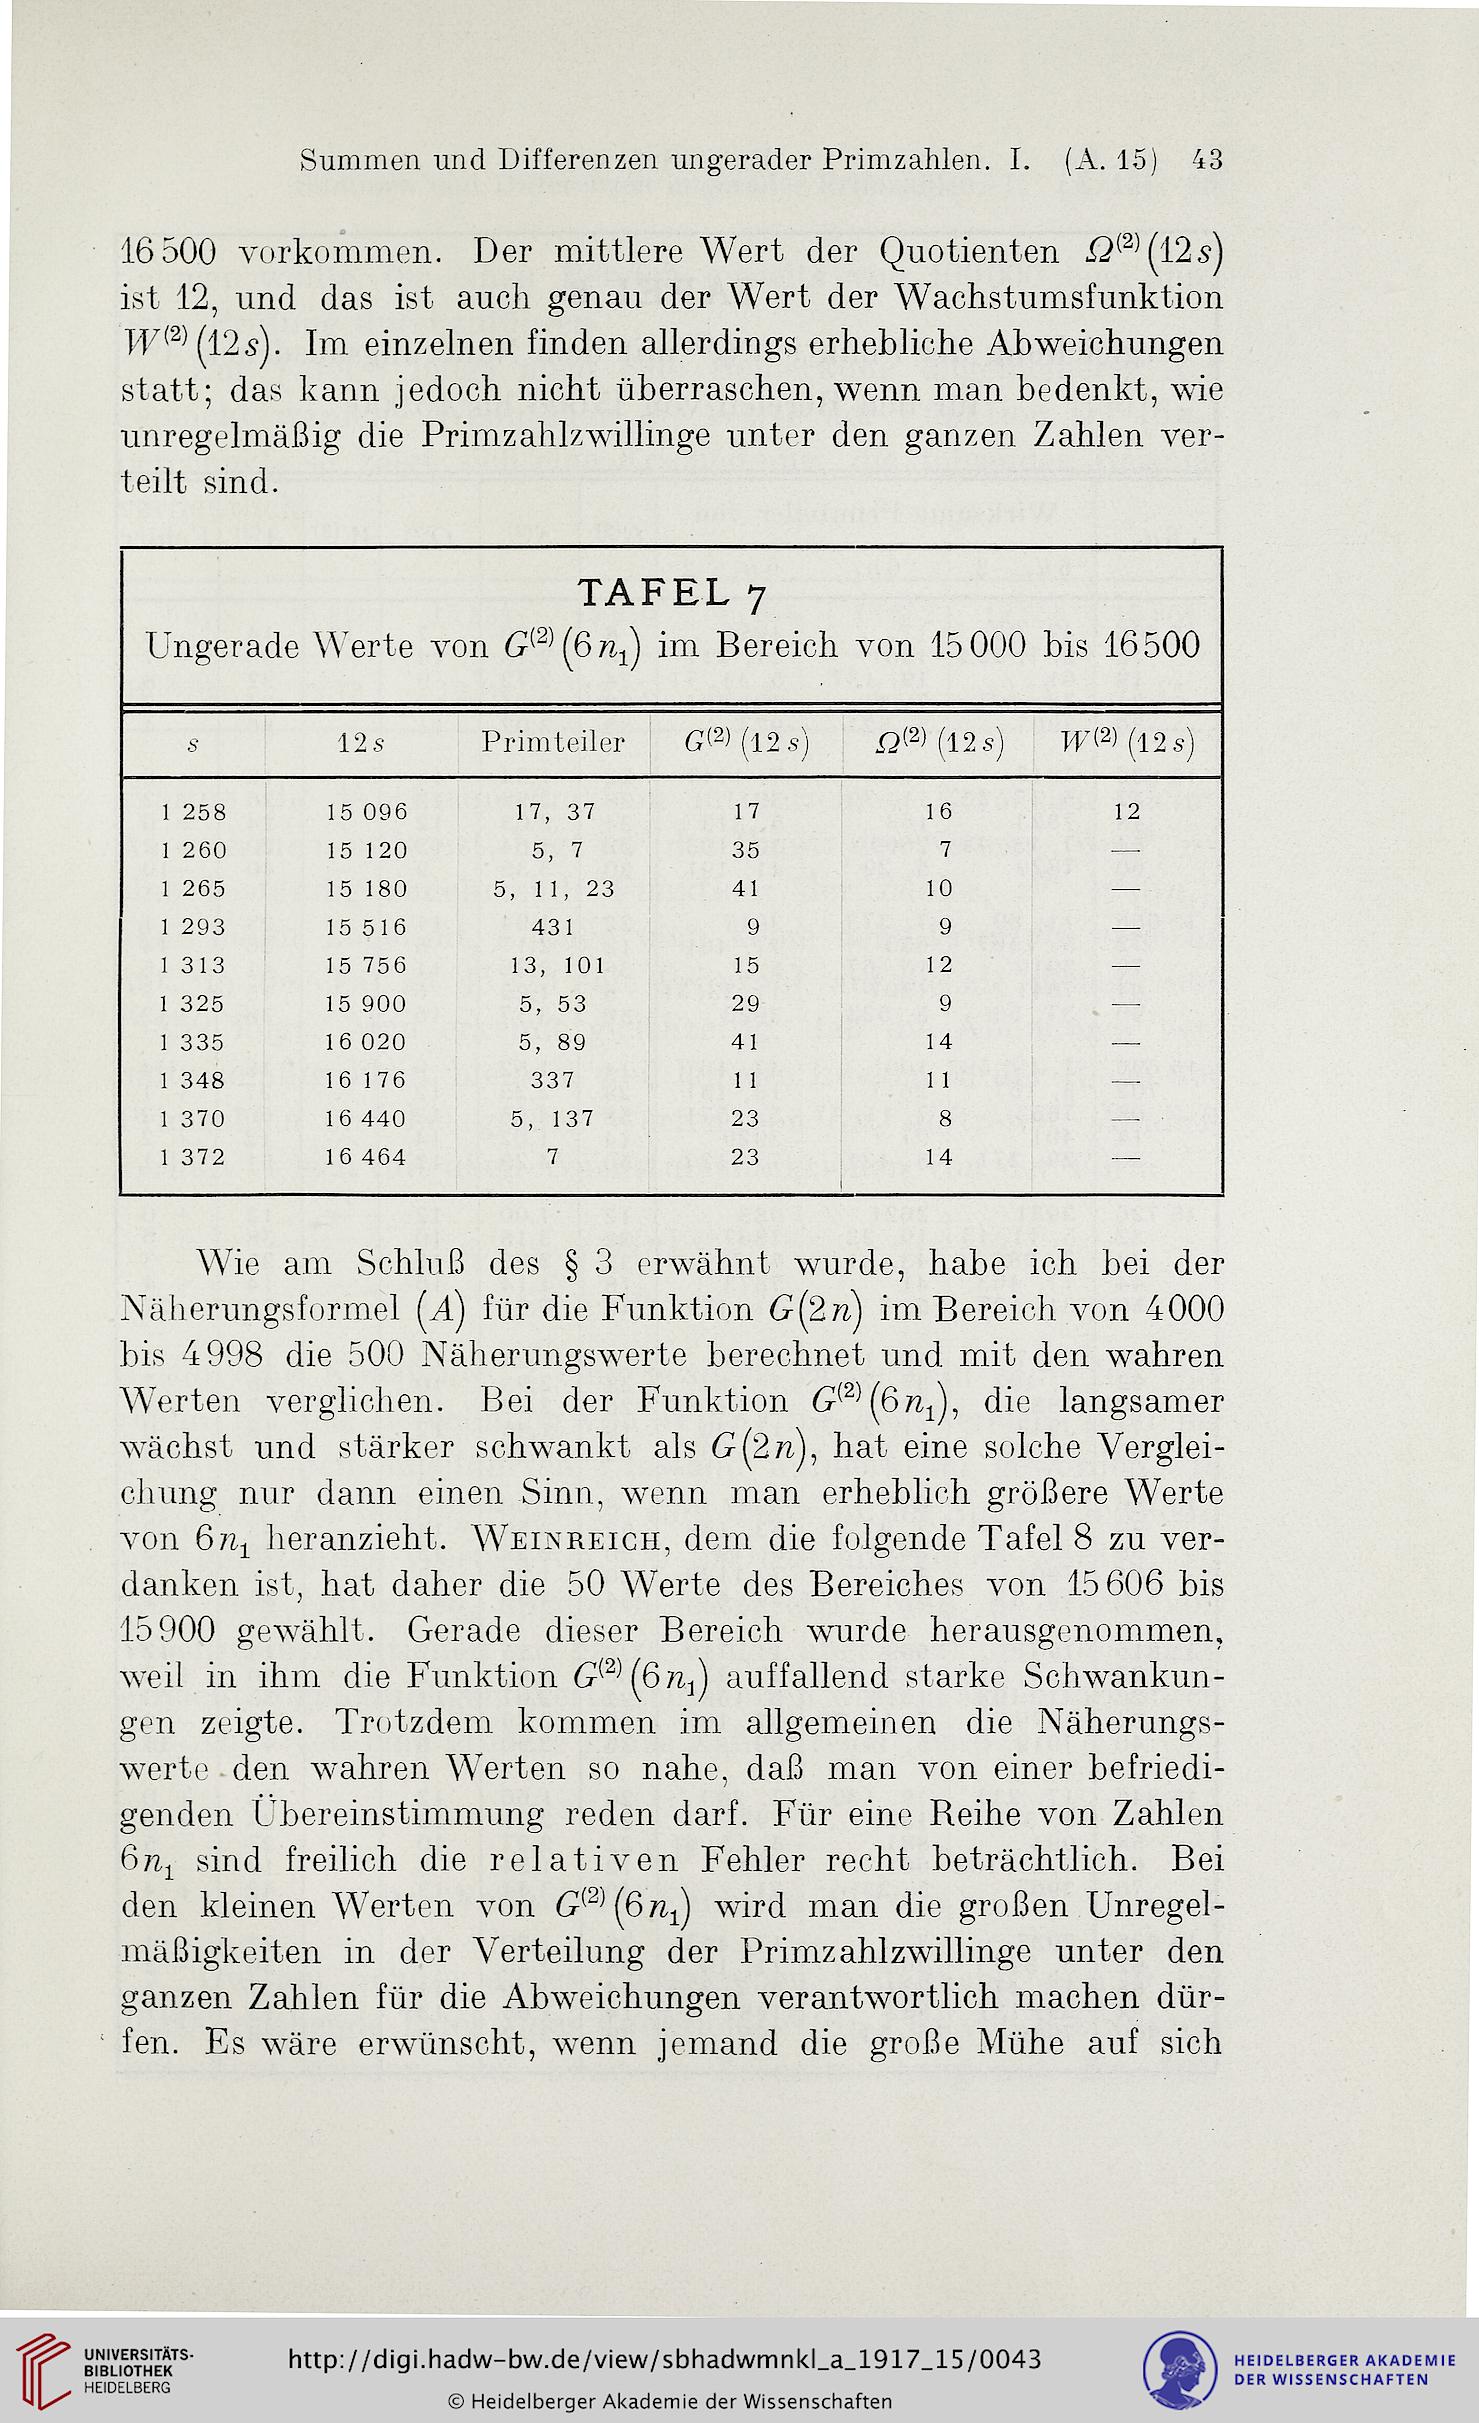 Summen und Differenzen ungerader Primzahlen. I. (A. 15) 43
16 500 vorkommen. Der mittlere Wert der Quotienten Ω⁽²⁾(12 s)
ist 12, und das ist auch genau der Wert der Wachstumsfunktion
W⁽²⁾(12 s). Im einzelnen finden allerdings erhebliche Abweichungen
statt; das kann jedoch nicht überraschen, wenn man bedenkt, wie
unregelmäßig die Primzahlzwillinge unter den ganzen Zahlen ver-
teilt sind.
TAFEL 7
Ungerade Werte von G⁽²⁾(6n₁) im Bereich von 15 000 bis 16 500
s 12 s Primteiler G⁽²⁾(12 s) Ω⁽²⁾(12 s) W⁽²⁾(12 s)
1 258 15 096 17, 37 17 16 12
1 260 15 120 5, 7 35 7 —
1 265 15 180 5, 11, 23 41 10 —
1 293 15 516 431 9 9 —
1 313 15 756 13, 101 15 12 —
1 325 15 900 5, 53 29 9 —
1 335 16 020 5, 89 41 14 —
1 348 16 176 337 11 11 —
1 370 16 440 5, 137 23 8 —
1 372 16 464 7 23 14 —
Wie am Schluß des § 3 erwähnt wurde, habe ich bei der
Näherungsformel (A) für die Funktion G(2n) im Bereich von 4000
bis 4998 die 500 Näherungswerte berechnet und mit den wahren
Werten verglichen. Bei der Funktion G⁽²⁾(6n₁), die langsamer
wächst und stärker schwankt als G(2n), hat eine solche Verglei-
chung nur dann einen Sinn, wenn man erheblich größere Werte
von 6n₁ heranzieht. WEINREICH, dem die folgende Tafel 8 zu ver-
danken ist, hat daher die 50 Werte des Bereiches von 15 606 bis
15 900 gewählt. Gerade dieser Bereich wurde herausgenommen,
weil in ihm die Funktion G⁽²⁾(6n₁) auffallend starke Schwankun-
gen zeigte. Trotzdem kommen im allgemeinen die Näherungs-
werte den wahren Werten so nahe, daß man von einer befriedi-
genden Übereinstimmung reden darf. Für eine Reihe von Zahlen
6n₁ sind freilich die relativen Fehler recht beträchtlich. Bei
den kleinen Werten von G⁽²⁾(6n₁) wird man die großen Unregel-
mäßigkeiten in der Verteilung der Primzahlzwillinge unter den
ganzen Zahlen für die Abweichungen verantwortlich machen dür-
fen. Es wäre erwünscht, wenn jemand die große Mühe auf sich
UNIVERSITÄTS-
BIBLIOTHEK
HEIDELBERG
http://digi.hadw-bw.de/view/sbhadwmnkl_a_1917_15/0043
© Heidelberger Akademie der Wissenschaften
HEIDELBERGER AKADEMIE
DER WISSENSCHAFTEN